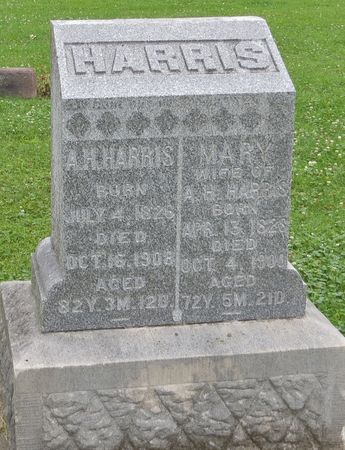 HARRIS
A.H. HARRIS
BORN
JULY 4, 1826
DIED
OCT. 16, 1908
AGED
82Y. 3M. 12D.
MARY
WIFE OF
A. H. HARRIS
BORN
APR. 13, 1828
DIED
OCT. 4, 1900
AGED
72Y. 5M. 21D.